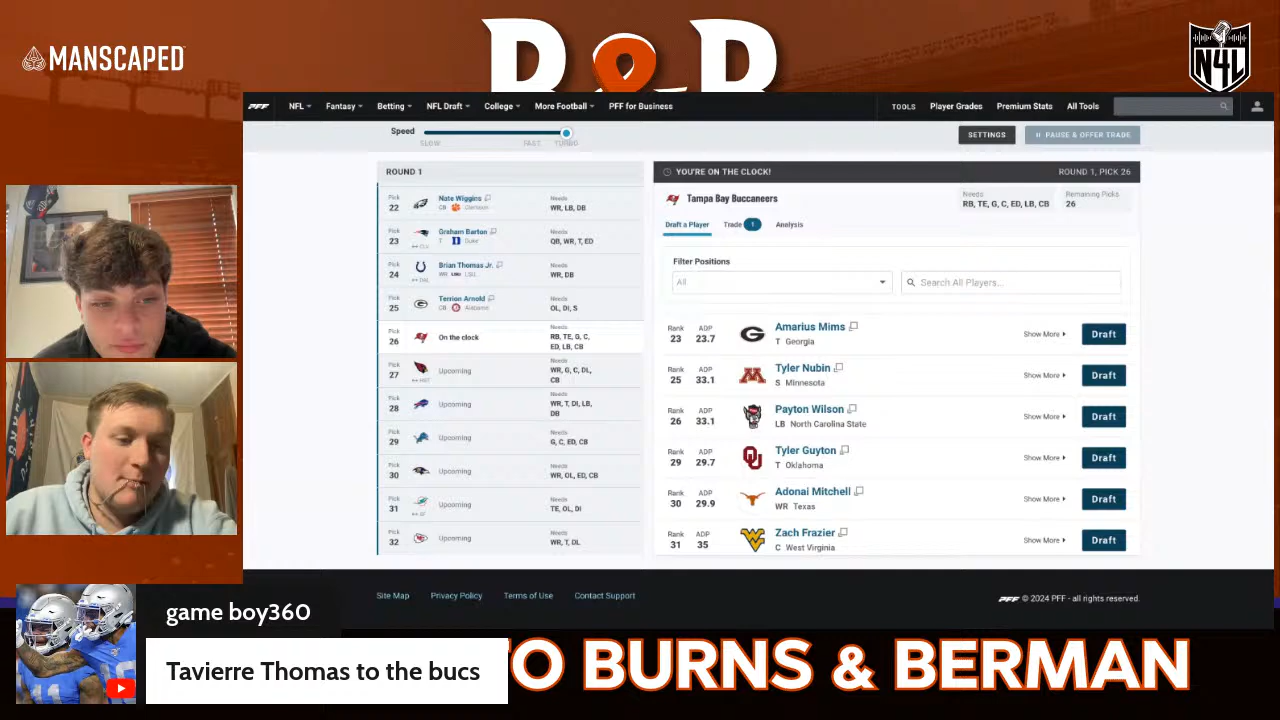 MANSCAPED
B&B
N4L
PFF
NFL
Fantasy
Betting
NFL Draft
College
More Football
PFF for Business
TOOLS
Player Grades
Premium Stats
All Tools
Speed
SLOW
FAST
TURBO
SETTINGS
PAUSE & OFFER TRADE
ROUND 1
Pick 22
Nate Wiggins
CB Clemson
Needs
WR, LB, DB
Pick 23
Graham Barton
T Duke
Needs
QB, WR, T, ED
Pick 24
Brian Thomas Jr.
WR LSU
Needs
WR, DB
Pick 25
Terrion Arnold
CB Alabama
Needs
OL, DI, S
Pick 26
On the clock
Needs
RB, TE, G, C,
ED, LB, CB
Pick 27
Upcoming
Needs
WR, G, C, DL,
CB
Pick 28
Upcoming
Needs
WR, T, DI, LB,
DB
Pick 29
Upcoming
Needs
G, C, ED, CB
Pick 30
Upcoming
Needs
WR, OL, ED, CB
Pick 31
Upcoming
Needs
TE, OL, DI
Pick 32
Upcoming
Needs
WR, T, OL
YOU'RE ON THE CLOCK!
ROUND 1, PICK 26
Tampa Bay Buccaneers
Needs
RB, TE, G, C, ED, LB, CB
Remaining Picks
26
Draft a Player
Trade 1
Analysis
Filter Positions
All
Search All Players...
Rank 23
ADP 23.7
Amarius Mims
T Georgia
Show More
Draft
Rank 25
ADP 33.1
Tyler Nubin
S Minnesota
Show More
Draft
Rank 26
ADP 33.1
Payton Wilson
LB North Carolina State
Show More
Draft
Rank 29
ADP 29.7
Tyler Guyton
T Oklahoma
Show More
Draft
Rank 30
ADP 29.9
Adonai Mitchell
WR Texas
Show More
Draft
Rank 31
ADP 35
Zach Frazier
C West Virginia
Show More
Draft
Site Map
Privacy Policy
Terms of Use
Contact Support
PFF © 2024 PFF - all rights reserved.
game boy360
Tavierre Thomas to the bucs
TO BURNS & BERMAN